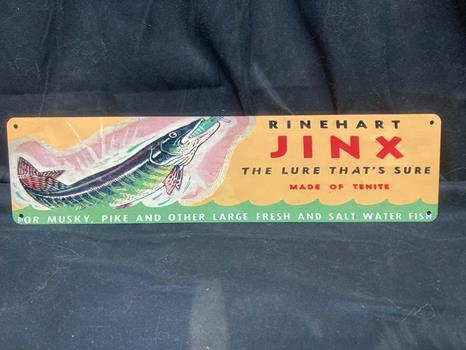 RINEHART
JINX
THE LURE THAT'S SURE
MADE OF TENITE
FOR MUSKY, PIKE AND OTHER LARGE FRESH AND SALT WATER FISH